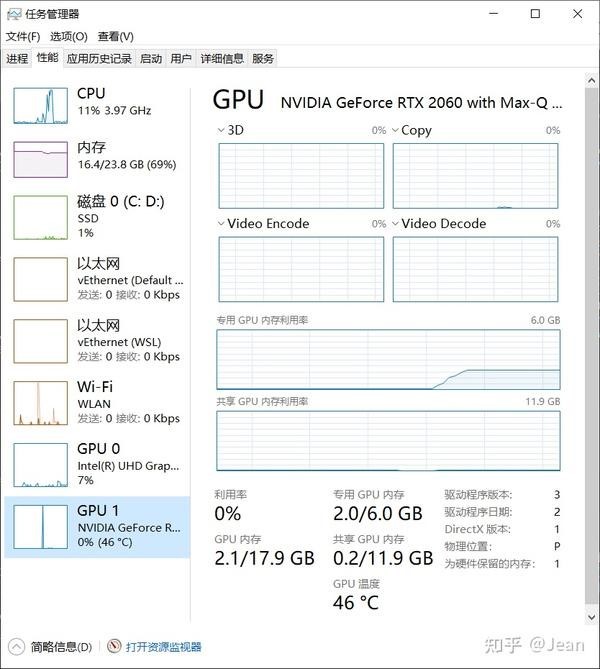 任务管理器
文件(F) 选项(O) 查看(V)
进程 性能 应用历史记录 启动 用户 详细信息 服务
CPU
11% 3.97 GHz
内存
16.4/23.8 GB (69%)
磁盘 0 (C: D:)
SSD
1%
以太网
vEthernet (Default ...
发送: 0 接收: 0 Kbps
以太网
vEthernet (WSL)
发送: 0 接收: 0 Kbps
Wi-Fi
WLAN
发送: 0 接收: 0 Kbps
GPU 0
Intel(R) UHD Grap...
7%
GPU 1
NVIDIA GeForce R...
0% (46 °C)
GPU NVIDIA GeForce RTX 2060 with Max-Q ...
3D 0% Copy 0%
Video Encode 0% Video Decode 0%
专用 GPU 内存利用率 6.0 GB
共享 GPU 内存利用率 11.9 GB
利用率
0%
专用 GPU 内存
2.0/6.0 GB
GPU 内存
2.1/17.9 GB
共享 GPU 内存
0.2/11.9 GB
GPU 温度
46 °C
驱动程序版本: 3
驱动程序日期: 2
DirectX 版本: 1
物理位置: P
为硬件保留的内存: 1
简略信息(D) 打开资源监视器
知乎 @Jean